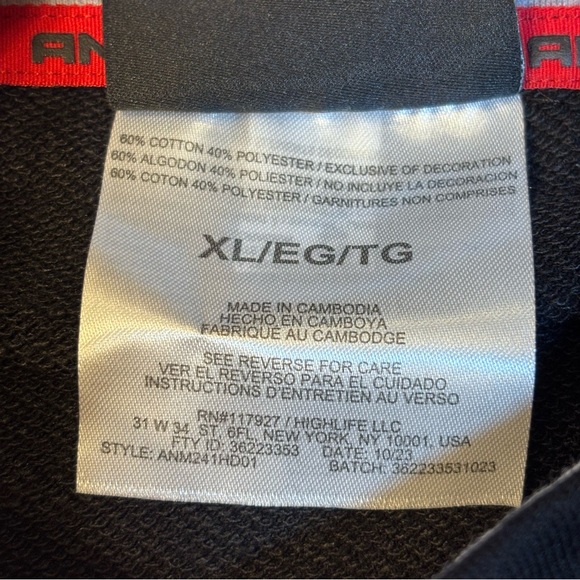 AN
A
60% COTTON 40% POLYESTER / EXCLUSIVE OF DECORATION
60% ALGODON 40% POLIESTER / NO INCLUYE LA DECORACION
60% COTON 40% POLYESTER / GARNITURES NON COMPRISES
XL/EG/TG
MADE IN CAMBODIA
HECHO EN CAMBOYA
FABRIQUE AU CAMBODGE
SEE REVERSE FOR CARE
VER EL REVERSO PARA EL CUIDADO
INSTRUCTIONS D'ENTRETIEN AU VERSO
RN#117927 / HIGHLIFE LLC
31 W 34 ST, 6FL, NEW YORK, NY 10001, USA
FTY ID: 36223353 DATE: 10/23
STYLE: ANM241HD01 BATCH: 362233531023